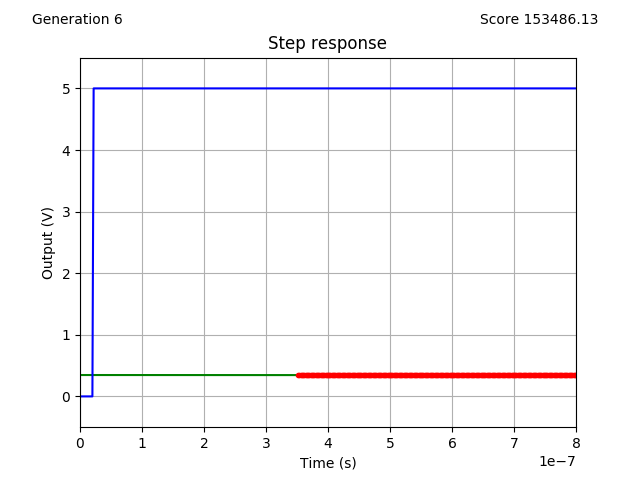 Generation 6
Score 153486.13
Step response
Output (V)
5
4
3
2
1
0
0 1 2 3 4 5 6 7 8
Time (s)
1e−7